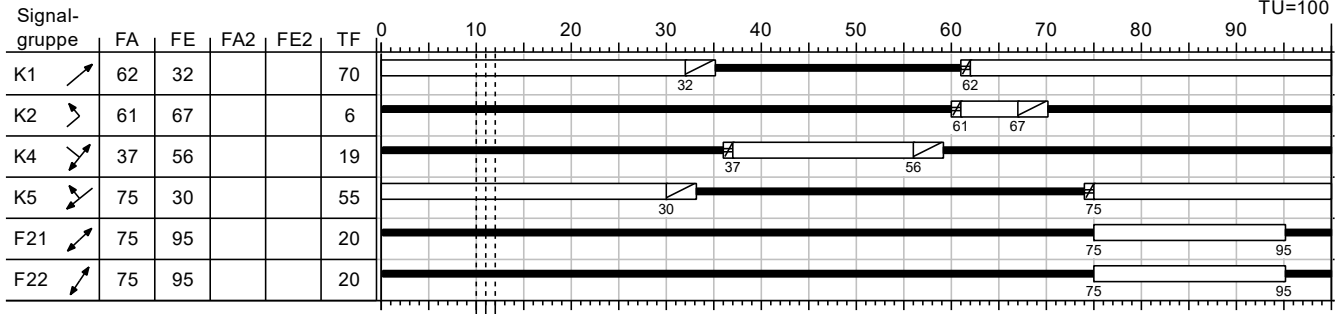 TU=100
Signal-
gruppe FA FE FA2 FE2 TF 0 10 20 30 40 50 60 70 80 90
K1 62 32 70
32 62
K2 61 67 6
61 67
K4 37 56 19
37 56
K5 75 30 55
30 75
F21 75 95 20
75 95
F22 75 95 20
75 95